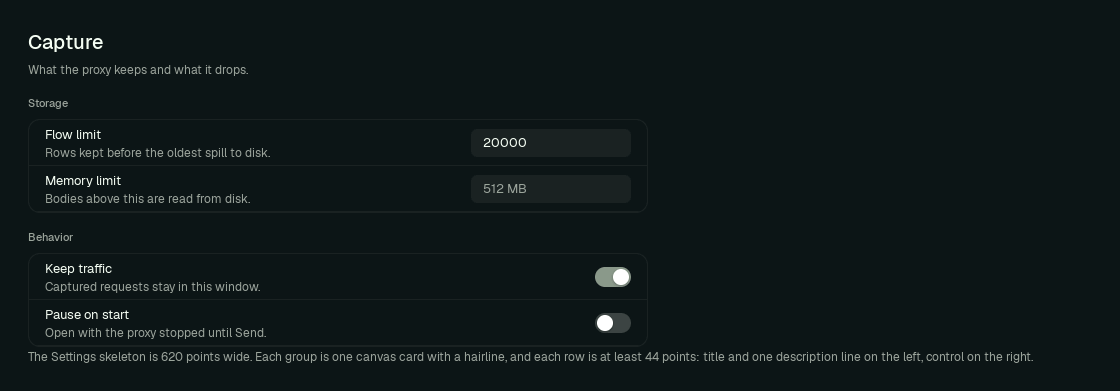 Capture
What the proxy keeps and what it drops.
Storage
Flow limit
20000
Rows kept before the oldest spill to disk.
Memory limit
512 MB
Bodies above this are read from disk.
Behavior
Keep traffic
Captured requests stay in this window.
Pause on start
Open with the proxy stopped until Send.
The Settings skeleton is 620 points wide. Each group is one canvas card with a hairline, and each row is at least 44 points: title and one description line on the left, control on the right.